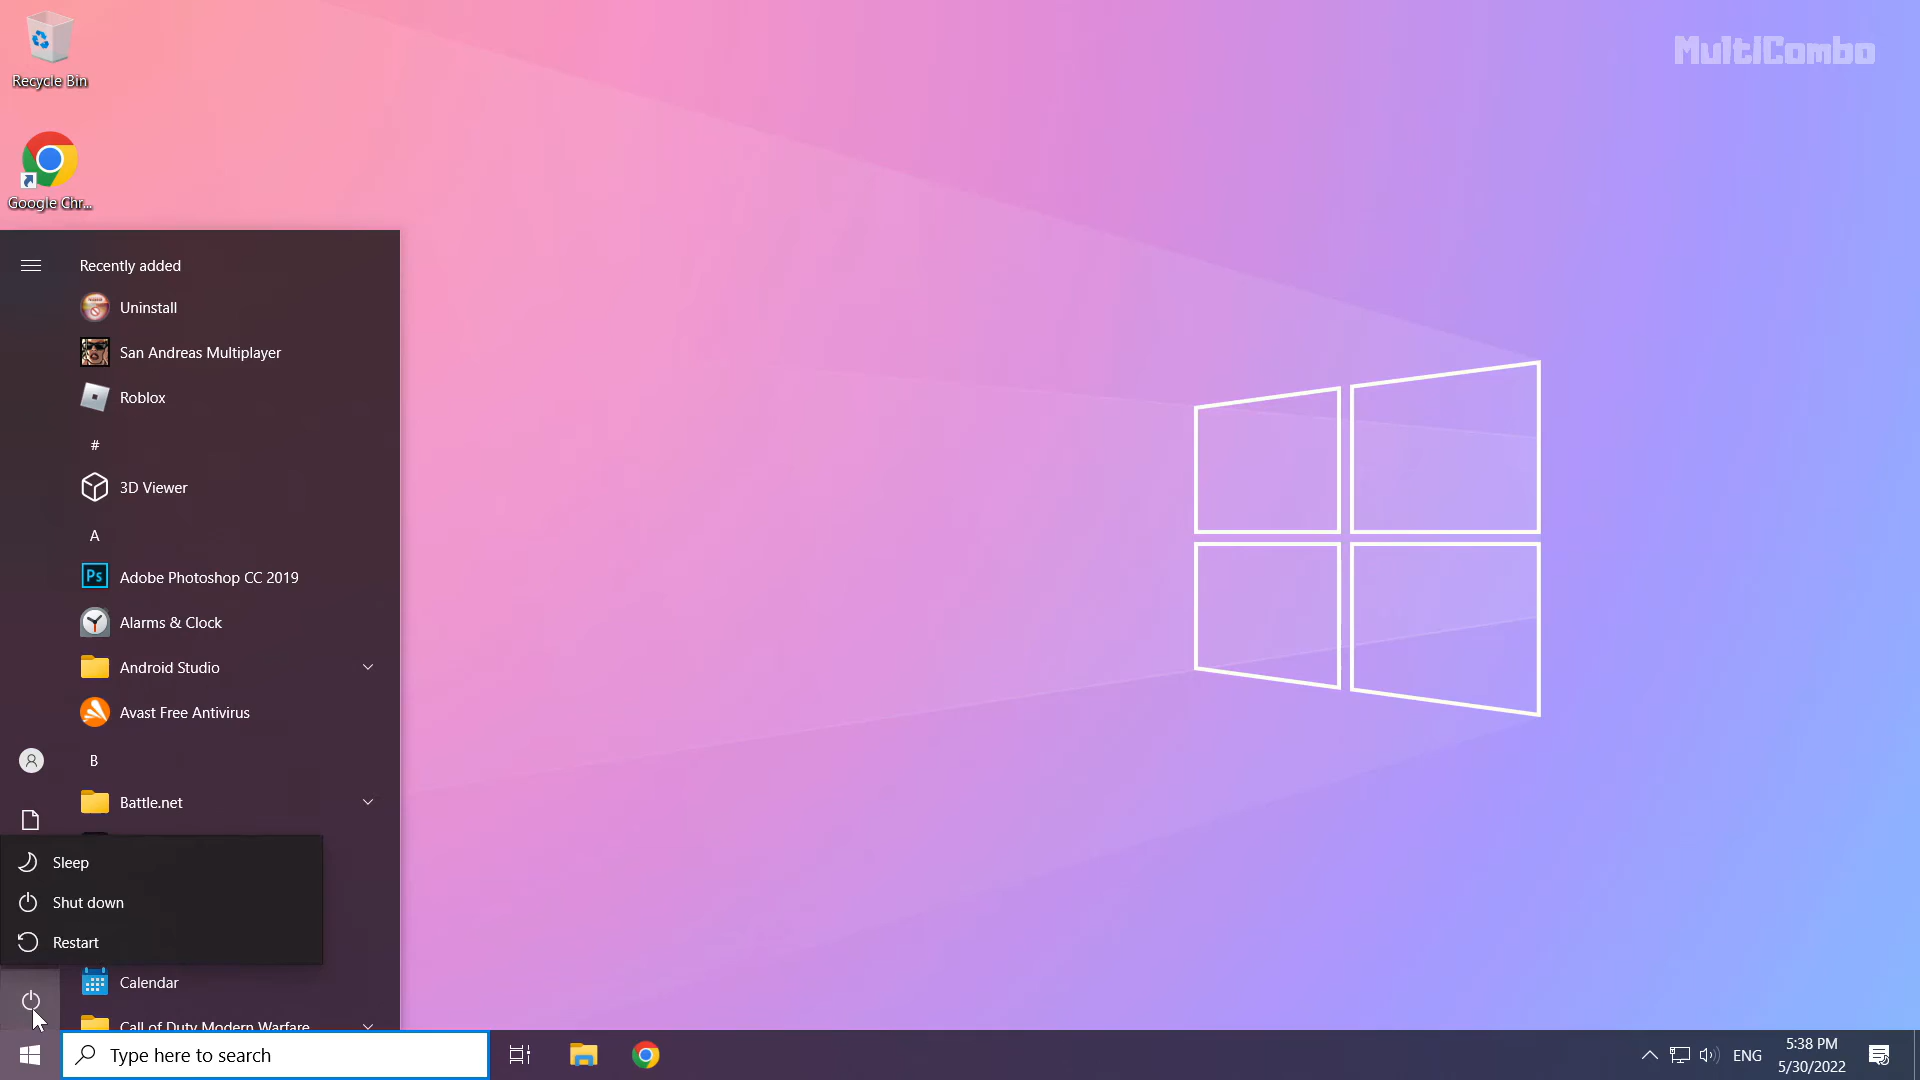 MultiCombo
Recycle Bin
Google Chr...
Recently added
Uninstall
San Andreas Multiplayer
Roblox
#
3D Viewer
A
Adobe Photoshop CC 2019
Ps
Alarms & Clock
Android Studio
Avast Free Antivirus
B
Battle.net
Sleep
Shut down
Restart
Calendar
Call of Duty Modern Warfare
Type here to search
ENG
5:38 PM
5/30/2022